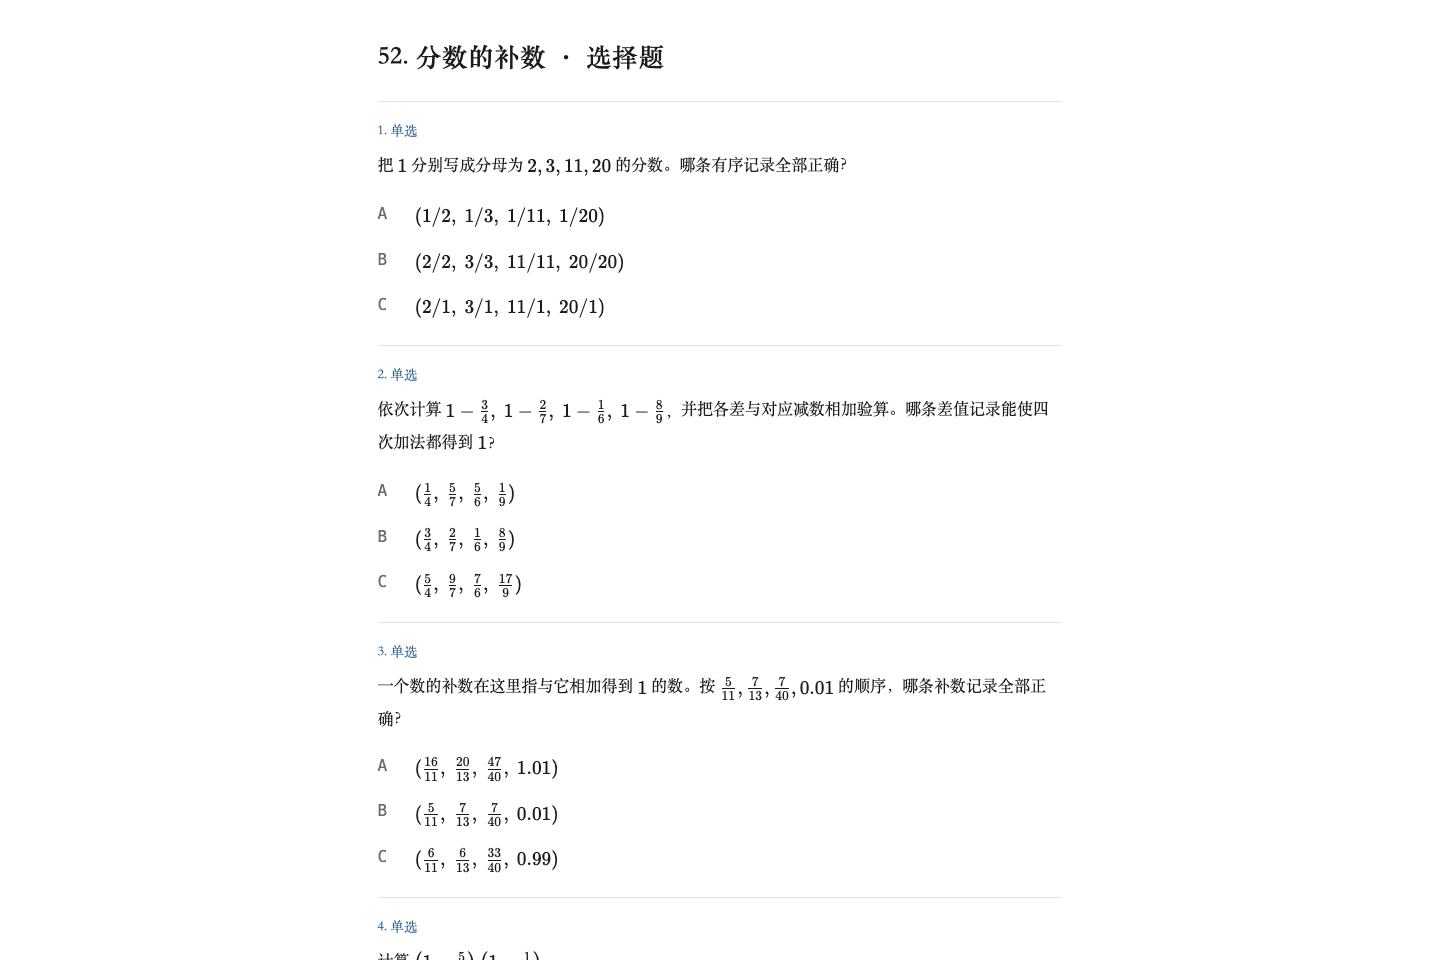 52. 分数的补数 · 选择题
1. 单选
把 1 分别写成分母为 2, 3, 11, 20 的分数。哪条有序记录全部正确?
A (1/2, 1/3, 1/11, 1/20)
B (2/2, 3/3, 11/11, 20/20)
C (2/1, 3/1, 11/1, 20/1)
2. 单选
依次计算 1 − 3/4, 1 − 2/7, 1 − 1/6, 1 − 8/9, 并把各差与对应减数相加验算。哪条差值记录能使四
次加法都得到 1?
A (1/4, 5/7, 5/6, 1/9)
B (3/4, 2/7, 1/6, 8/9)
C (5/4, 9/7, 7/6, 17/9)
3. 单选
一个数的补数在这里指与它相加得到 1 的数。按 5/11, 7/13, 7/40, 0.01 的顺序，哪条补数记录全部正
确?
A (16/11, 20/13, 47/40, 1.01)
B (5/11, 7/13, 7/40, 0.01)
C (6/11, 6/13, 33/40, 0.99)
4. 单选